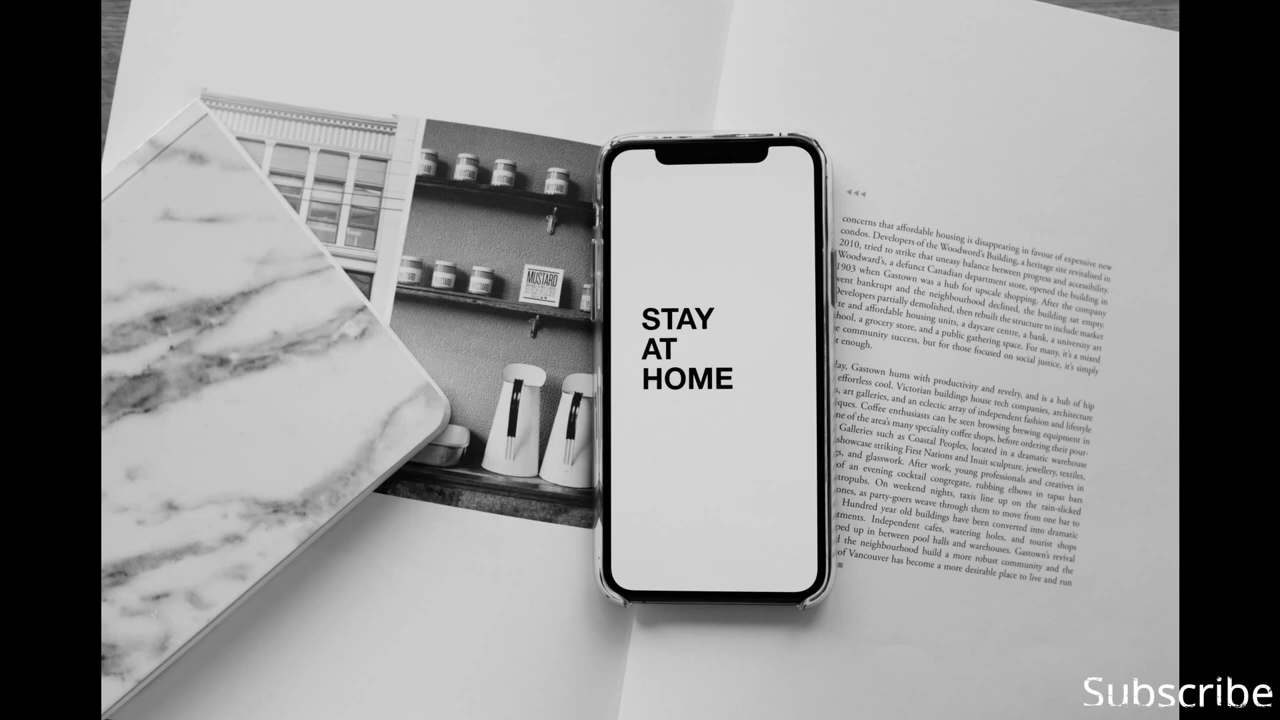 MUSTARD
STAY
AT
HOME
concerns that affordable housing is disappearing in favour of expensive new
condos. Developers of the Woodword's Building, a heritage site revitalised in
2010, tried to strike that uneasy balance between progress and accessibility.
Woodward's, a defunct Canadian department store, opened the building in
1903 when Gastown was a hub for upscale shopping. After the company
went bankrupt and the neighbourhood declined, the building sat empty.
Developers partially demolished, then rebuilt the structure to include market
te and affordable housing units, a daycare centre, a bank, a university art
hool, a grocery store, and a public gathering space. For many, it's a mixed
e community success, but for those focused on social justice, it's simply
t enough.
lay, Gastown hums with productivity and revelry, and is a hub of hip
effortless cool. Victorian buildings house tech companies, architecture
, art galleries, and an eclectic array of independent fashion and lifestyle
ques. Coffee enthusiasts can be seen browsing brewing equipment in
ne of the area's many speciality coffee shops, before ordering their pour-
Galleries such as Coastal Peoples, located in a dramatic warehouse
showcase striking First Nations and Inuit sculpture, jewellery, textiles,
s, and glasswork. After work, young professionals and creatives in
of an evening cocktail congregate, rubbing elbows in tapas bars
tropubs. On weekend nights, taxis line up on the rain-slicked
ones, as party-goers weave through them to move from one bar to
Hundred year old buildings have been converted into dramatic
tments. Independent cafes, watering holes, and tourist shops
ped up in between pool halls and warehouses. Gastown's revival
d the neighbourhood build a more robust community and the
of Vancouver has become a more desirable place to live and run
Subscribe